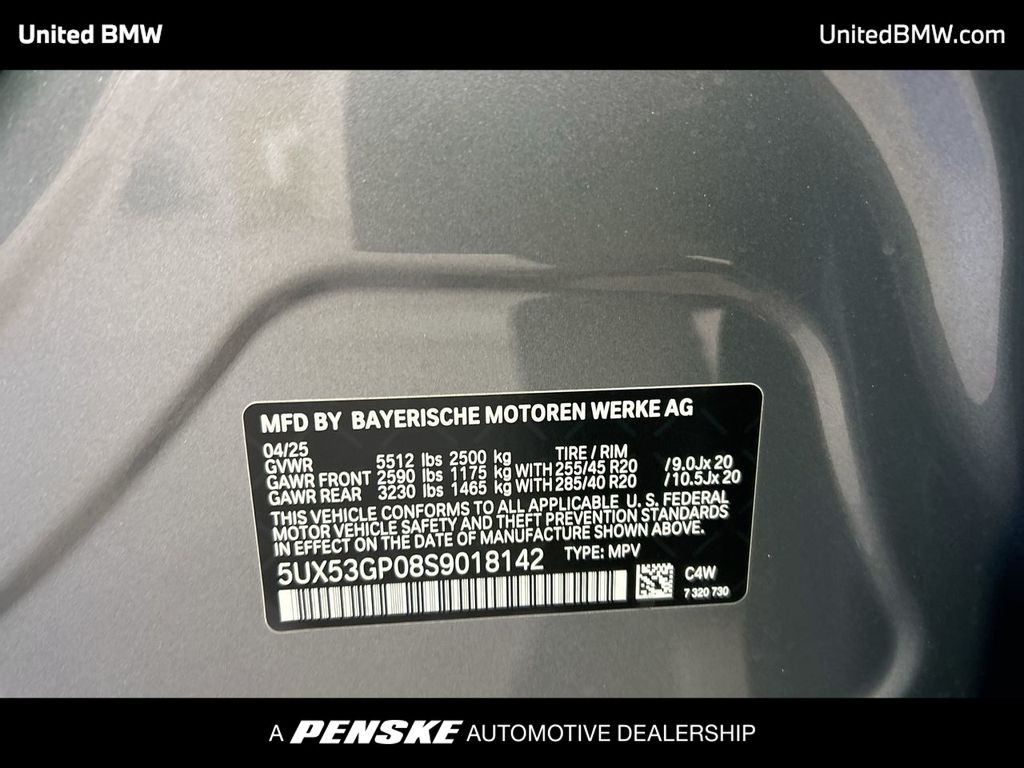 United BMW
UnitedBMW.com
MFD BY BAYERISCHE MOTOREN WERKE AG
04/25
GVWR 5512 lbs 2500 kg TIRE / RIM
GAWR FRONT 2590 lbs 1175 kg WITH 255/45 R20 /9.0Jx 20
GAWR REAR 3230 lbs 1465 kg WITH 285/40 R20 /10.5Jx 20
THIS VEHICLE CONFORMS TO ALL APPLICABLE U. S. FEDERAL
MOTOR VEHICLE SAFETY AND THEFT PREVENTION STANDARDS
IN EFFECT ON THE DATE OF MANUFACTURE SHOWN ABOVE.
5UX53GP08S9018142 TYPE: MPV
C4W
7 320 730
A PENSKE AUTOMOTIVE DEALERSHIP